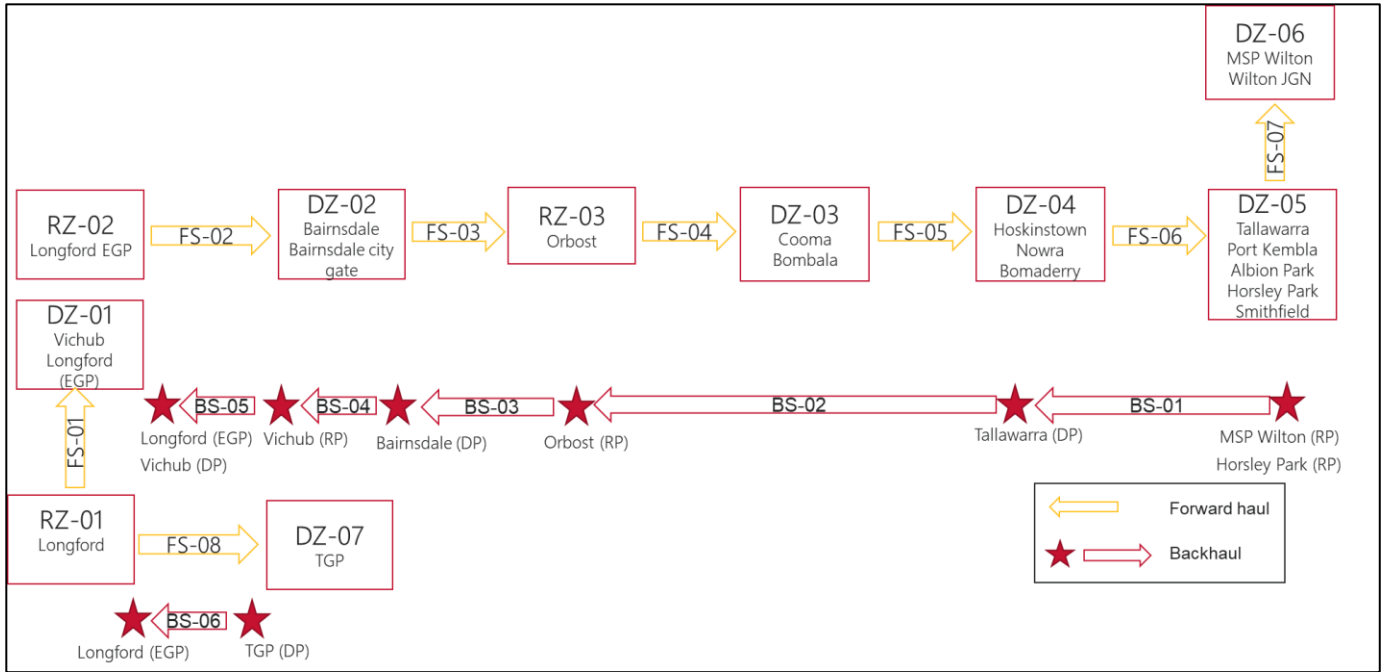 DZ-06
MSP Wilton
Wilton JGN
FS-07
RZ-02
Longford EGP
FS-02
DZ-02
Bairnsdale
Bairnsdale city
gate
FS-03
RZ-03
Orbost
FS-04
DZ-03
Cooma
Bombala
FS-05
DZ-04
Hoskinstown
Nowra
Bomaderry
FS-06
DZ-05
Tallawarra
Port Kembla
Albion Park
Horsley Park
Smithfield
DZ-01
Vichub
Longford
(EGP)
FS-01
BS-05
BS-04
BS-03
BS-02
BS-01
Longford (EGP)
Vichub (DP)
Vichub (RP)
Bairnsdale (DP)
Orbost (RP)
Tallawarra (DP)
MSP Wilton (RP)
Horsley Park (RP)
RZ-01
Longford
FS-08
DZ-07
TGP
BS-06
Longford (EGP)
TGP (DP)
Forward haul
Backhaul